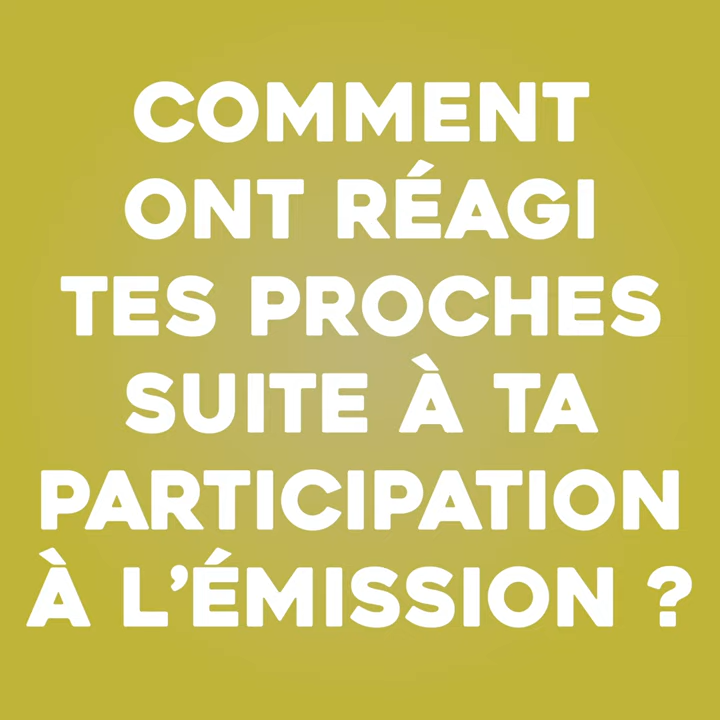 COMMENT
ONT RÉAGI
TES PROCHES
SUITE À TA
PARTICIPATION
À L'ÉMISSION ?